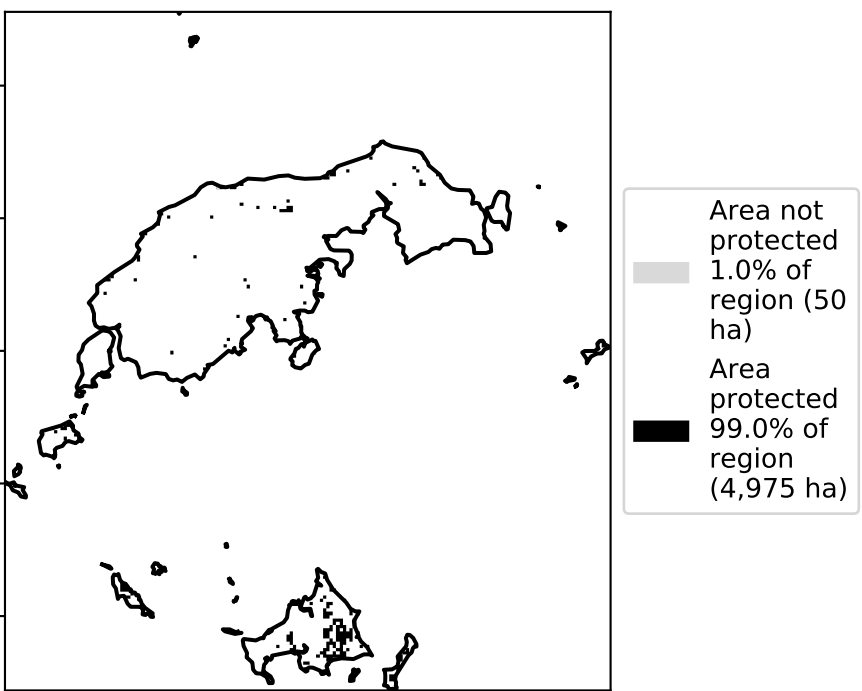 Area not
protected
1.0% of
region (50
ha)
Area
protected
99.0% of
region
(4,975 ha)